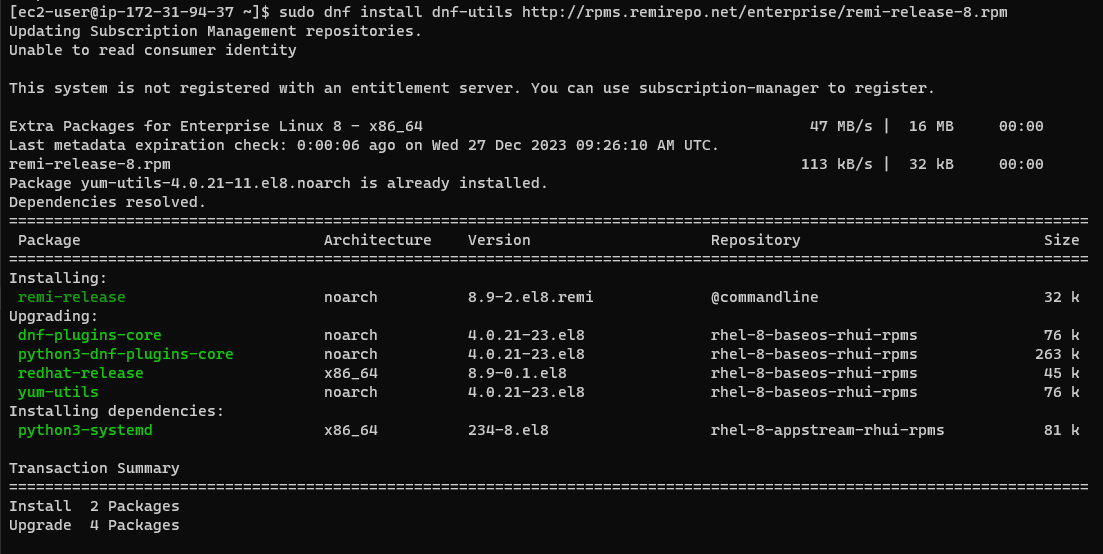 [ec2-user@ip-172-31-94-37 ~]$ sudo dnf install dnf-utils http://rpms.remirepo.net/enterprise/remi-release-8.rpm
Updating Subscription Management repositories.
Unable to read consumer identity
This system is not registered with an entitlement server. You can use subscription-manager to register.
Extra Packages for Enterprise Linux 8 - x86_64 47 MB/s | 16 MB 00:00
Last metadata expiration check: 0:00:06 ago on Wed 27 Dec 2023 09:26:10 AM UTC.
remi-release-8.rpm 113 kB/s | 32 kB 00:00
Package yum-utils-4.0.21-11.el8.noarch is already installed.
Dependencies resolved.
================================================================================
Package Architecture Version Repository Size
================================================================================
Installing:
remi-release noarch 8.9-2.el8.remi @commandline 32 k
Upgrading:
dnf-plugins-core noarch 4.0.21-23.el8 rhel-8-baseos-rhui-rpms 76 k
python3-dnf-plugins-core noarch 4.0.21-23.el8 rhel-8-baseos-rhui-rpms 263 k
redhat-release x86_64 8.9-0.1.el8 rhel-8-baseos-rhui-rpms 45 k
yum-utils noarch 4.0.21-23.el8 rhel-8-baseos-rhui-rpms 76 k
Installing dependencies:
python3-systemd x86_64 234-8.el8 rhel-8-appstream-rhui-rpms 81 k
Transaction Summary
================================================================================
Install 2 Packages
Upgrade 4 Packages